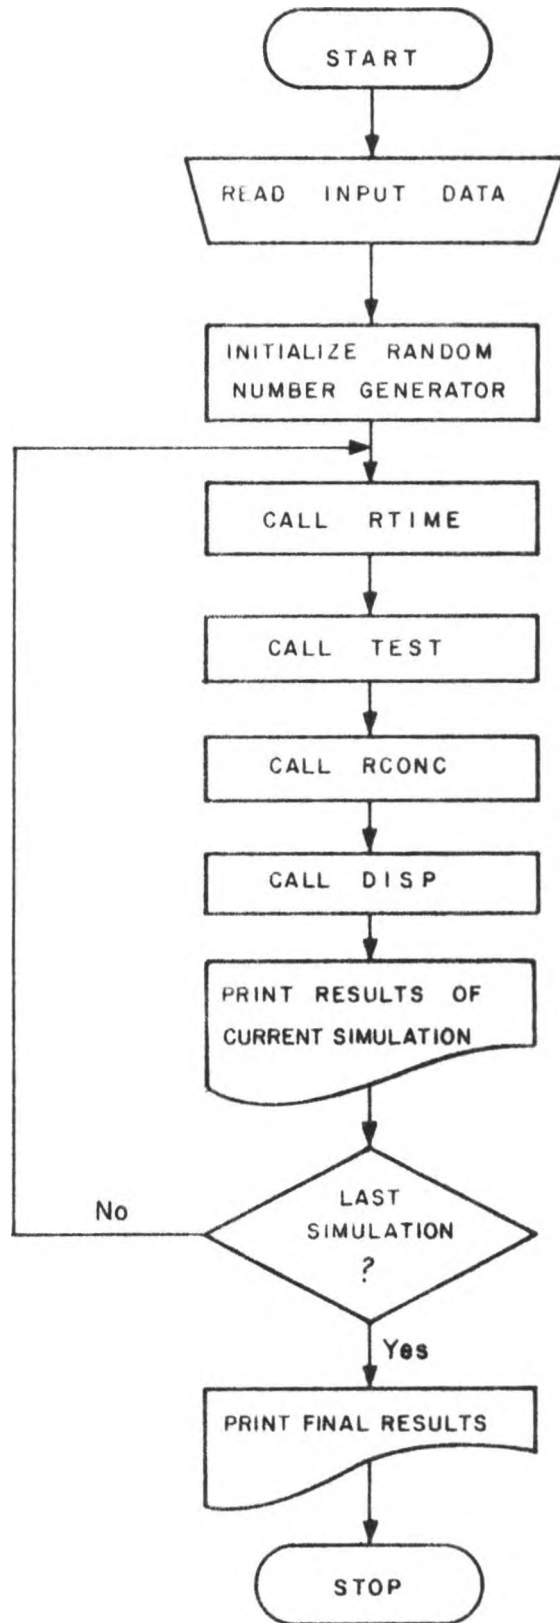 START
READ INPUT DATA
INITIALIZE RANDOM
NUMBER GENERATOR
CALL RTIME
CALL TEST
CALL RCONC
CALL DISP
PRINT RESULTS OF
CURRENT SIMULATION
LAST
SIMULATION
?
No
Yes
PRINT FINAL RESULTS
STOP